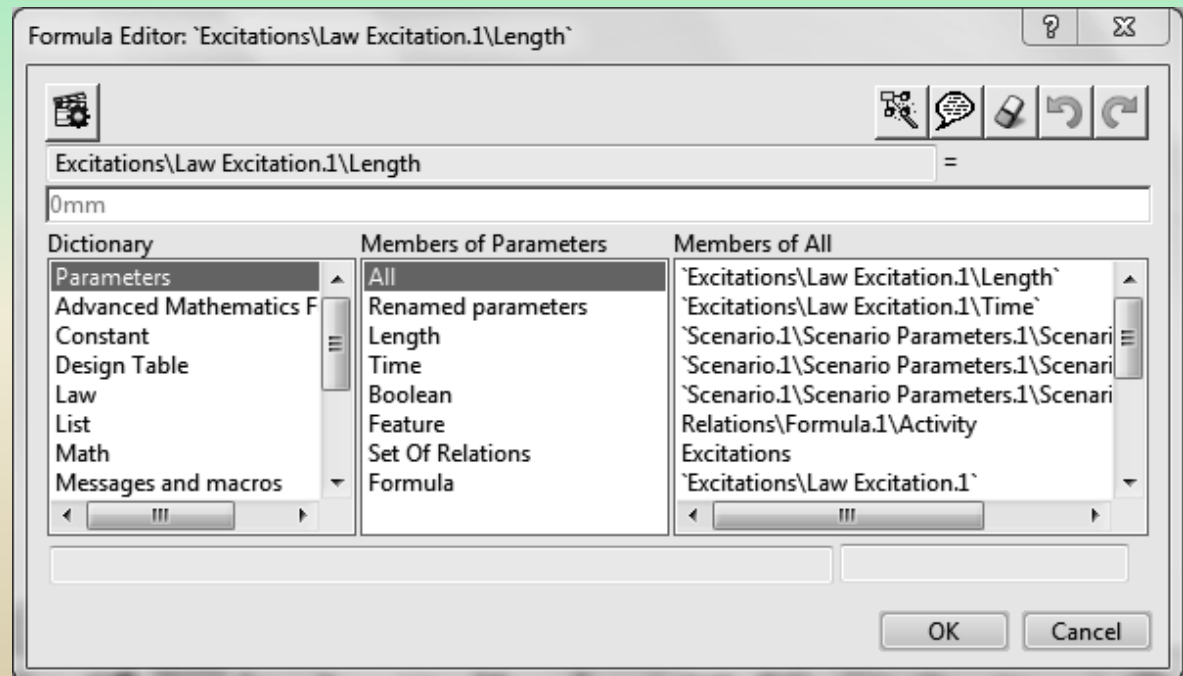 Formula Editor: `Excitations\Law Excitation.1\Length`
Excitations\Law Excitation.1\Length =
0mm
Dictionary
Parameters
Advanced Mathematics F
Constant
Design Table
Law
List
Math
Messages and macros
Members of Parameters
All
Renamed parameters
Length
Time
Boolean
Feature
Set Of Relations
Formula
Members of All
`Excitations\Law Excitation.1\Length`
`Excitations\Law Excitation.1\Time`
`Scenario.1\Scenario Parameters.1\Scenari
`Scenario.1\Scenario Parameters.1\Scenari
`Scenario.1\Scenario Parameters.1\Scenari
Relations\Formula.1\Activity
Excitations
`Excitations\Law Excitation.1`
OK Cancel